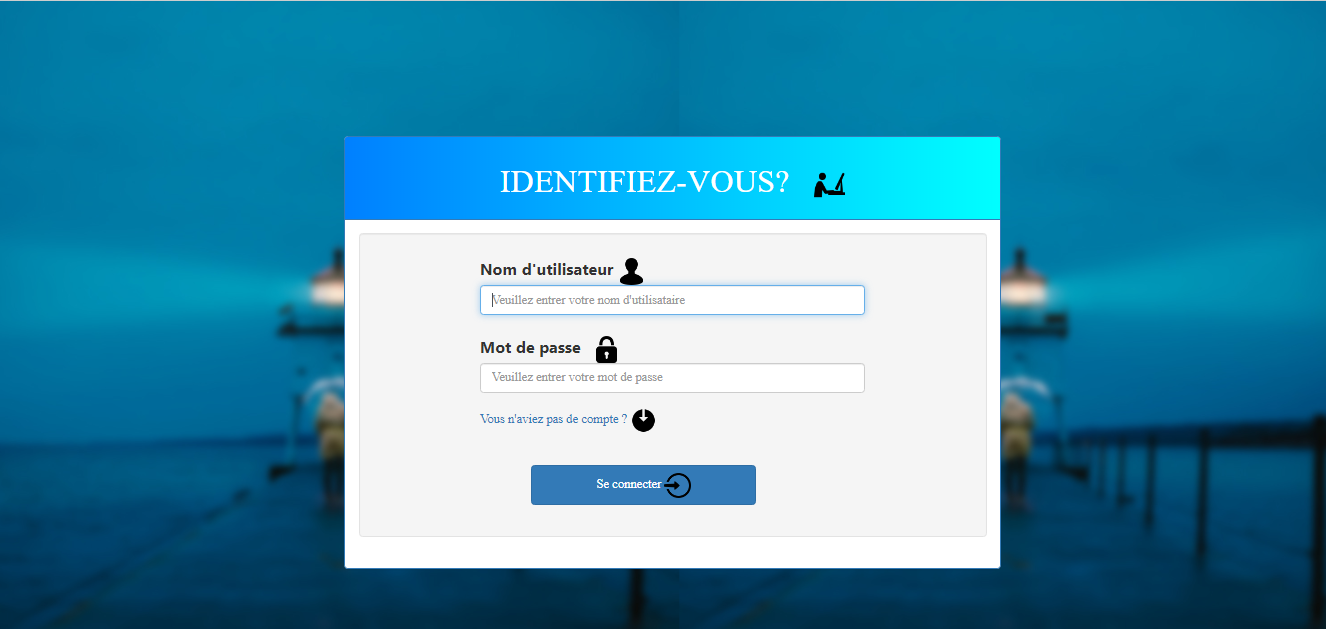 IDENTIFIEZ-VOUS?
Nom d'utilisateur
Veuillez entrer votre nom d'utilisataire
Mot de passe
Veuillez entrer votre mot de passe
Vous n'aviez pas de compte ?
Se connecter